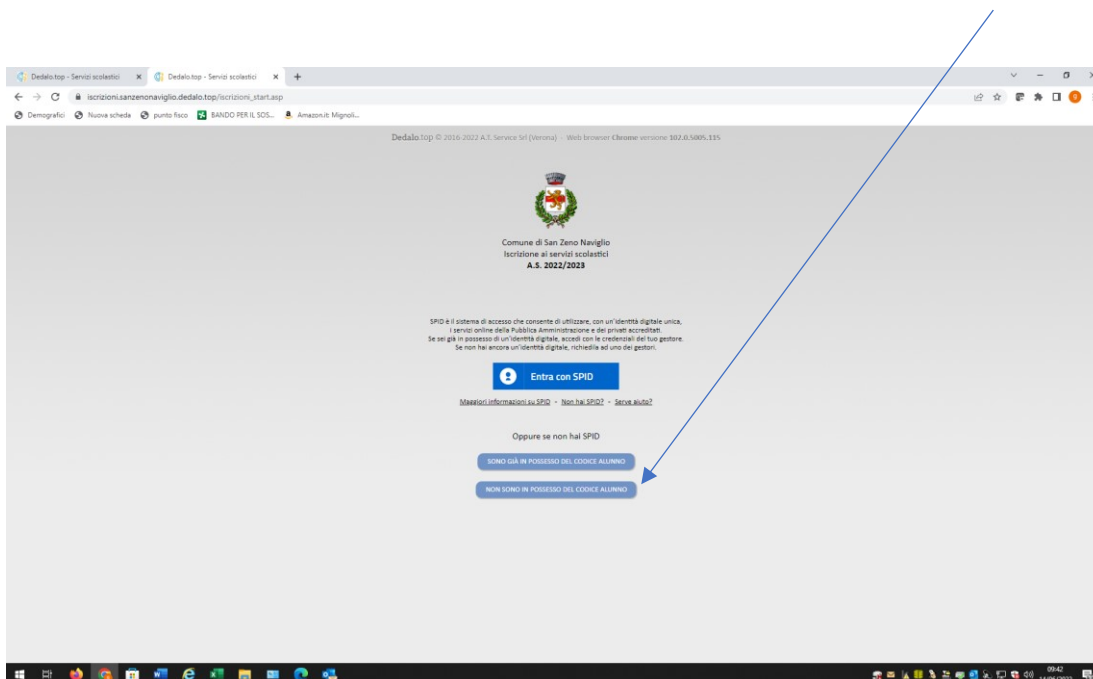 Dedalo.top - Servizi scolastici
Dedalo.top - Servizi scolastici
iscrizioni.sanzenonaviglio.dedalo.top/iscrizioni_start.asp
Demografici Nuova scheda punto fisco BANDO PER IL SOS... Amazon.it: Mignoli...
Dedalo.top © 2016-2022 A.T. Service Srl (Verona) - Web browser Chrome versione 102.0.5005.115
Comune di San Zeno Naviglio
Iscrizione ai servizi scolastici
A.S. 2022/2023
SPID è il sistema di accesso che consente di utilizzare, con un'identità digitale unica,
i servizi online della Pubblica Amministrazione e dei privati accreditati.
Se sei già in possesso di un'identità digitale, accedi con le credenziali del tuo gestore.
Se non hai ancora un'identità digitale, richiedila ad uno dei gestori.
Entra con SPID
Maggiori informazioni su SPID - Non hai SPID? - Serve aiuto?
Oppure se non hai SPID
SONO GIÀ IN POSSESSO DEL CODICE ALUNNO
NON SONO IN POSSESSO DEL CODICE ALUNNO
09:42